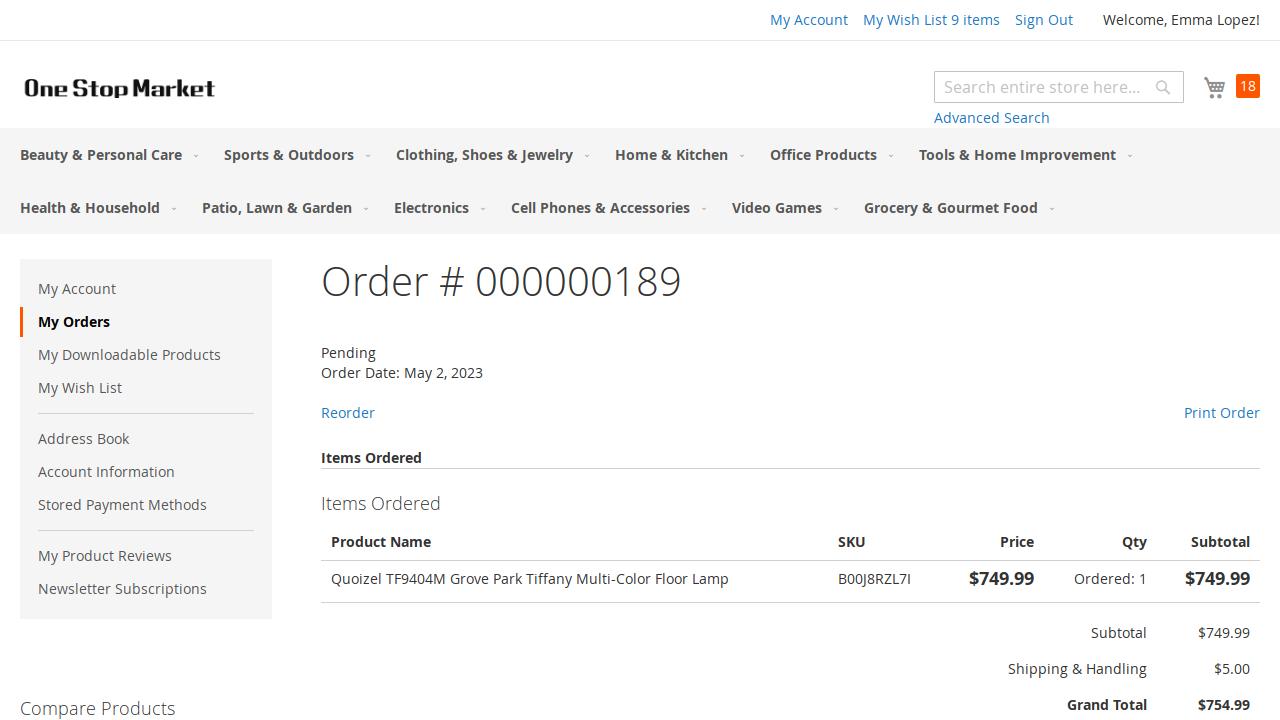 My Account My Wish List 9 items Sign Out Welcome, Emma Lopez!
One Stop Market
Search entire store here...
18
Advanced Search
Beauty & Personal Care Sports & Outdoors Clothing, Shoes & Jewelry Home & Kitchen Office Products Tools & Home Improvement
Health & Household Patio, Lawn & Garden Electronics Cell Phones & Accessories Video Games Grocery & Gourmet Food
My Account
My Orders
My Downloadable Products
My Wish List
Address Book
Account Information
Stored Payment Methods
My Product Reviews
Newsletter Subscriptions
Compare Products
Order # 000000189
Pending
Order Date: May 2, 2023
Reorder Print Order
Items Ordered
Items Ordered
Product Name SKU Price Qty Subtotal
Quoizel TF9404M Grove Park Tiffany Multi-Color Floor Lamp B00J8RZL7I $749.99 Ordered: 1 $749.99
Subtotal $749.99
Shipping & Handling $5.00
Grand Total $754.99